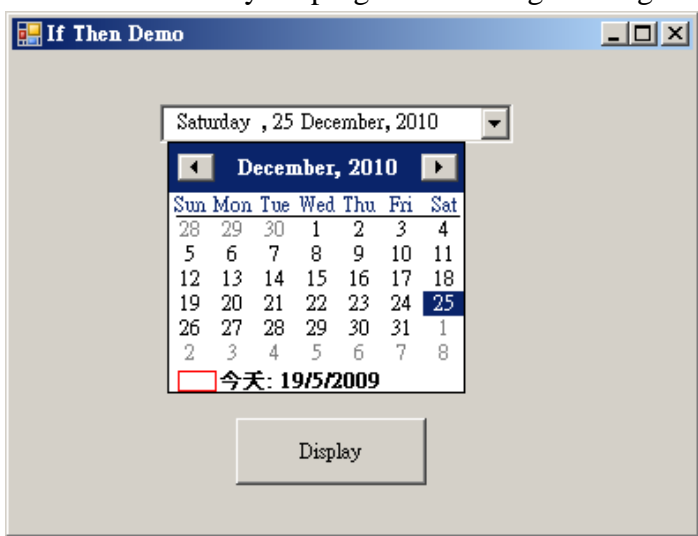 If Then Demo
Saturday , 25 December, 2010
December, 2010
Sun Mon Tue Wed Thu Fri Sat
28 29 30 1 2 3 4
5 6 7 8 9 10 11
12 13 14 15 16 17 18
19 20 21 22 23 24 25
26 27 28 29 30 31 1
2 3 4 5 6 7 8
今天: 19/5/2009
Display